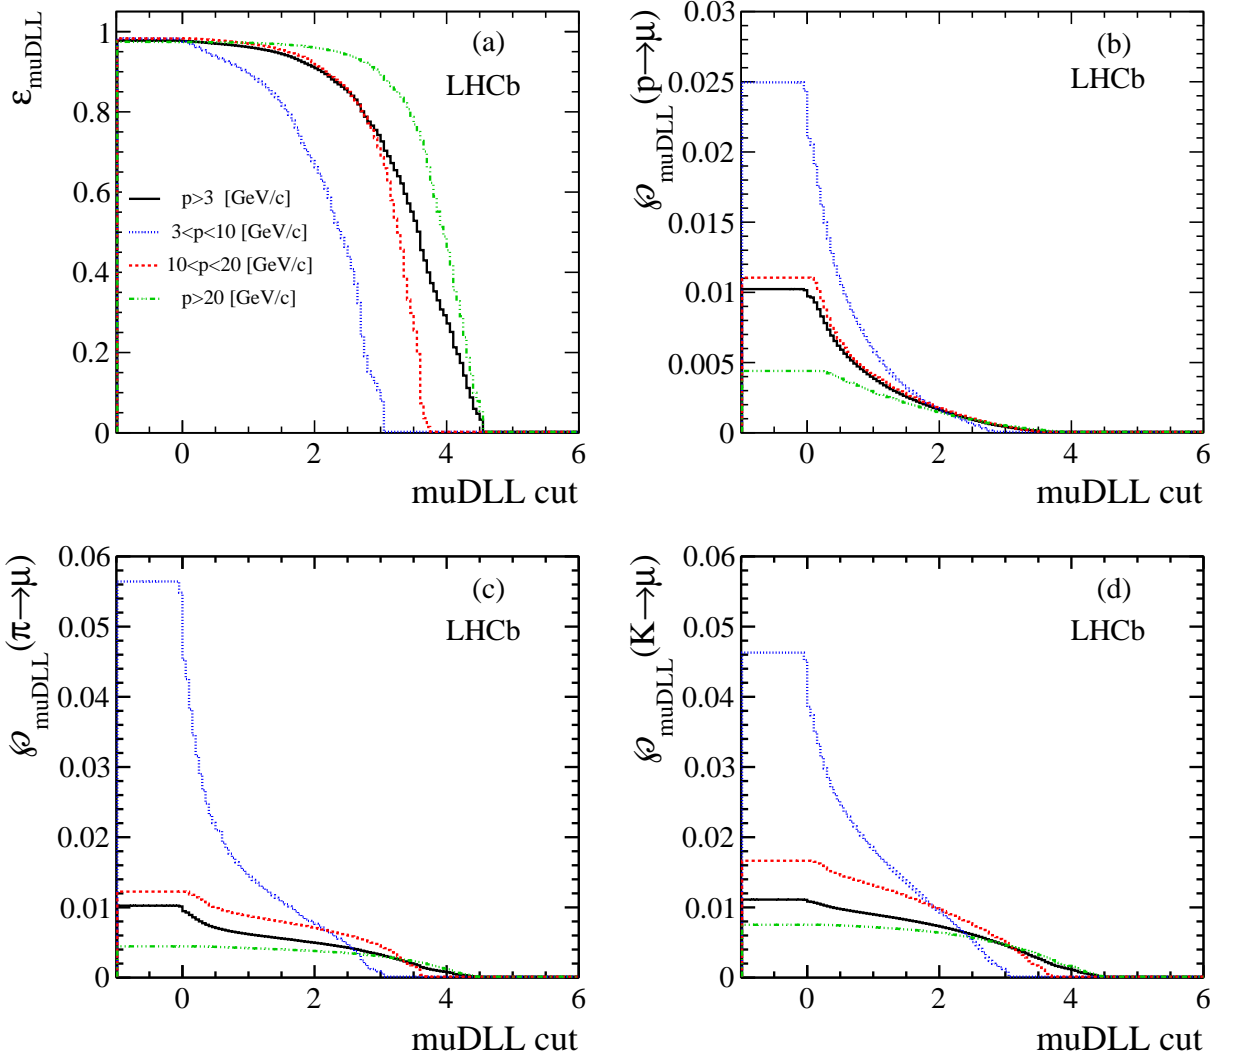 (a)
LHCb
ε_muDLL
1
0.8
0.6
0.4
0.2
0
p>3 [GeV/c]
3<p<10 [GeV/c]
10<p<20 [GeV/c]
p>20 [GeV/c]
0 2 4 6
muDLL cut
(b)
LHCb
℘_muDLL(p→μ)
0.03
0.025
0.02
0.015
0.01
0.005
0
0 2 4 6
muDLL cut
(c)
LHCb
℘_muDLL(π→μ)
0.06
0.05
0.04
0.03
0.02
0.01
0
0 2 4 6
muDLL cut
(d)
LHCb
℘_muDLL(K→μ)
0.06
0.05
0.04
0.03
0.02
0.01
0
0 2 4 6
muDLL cut